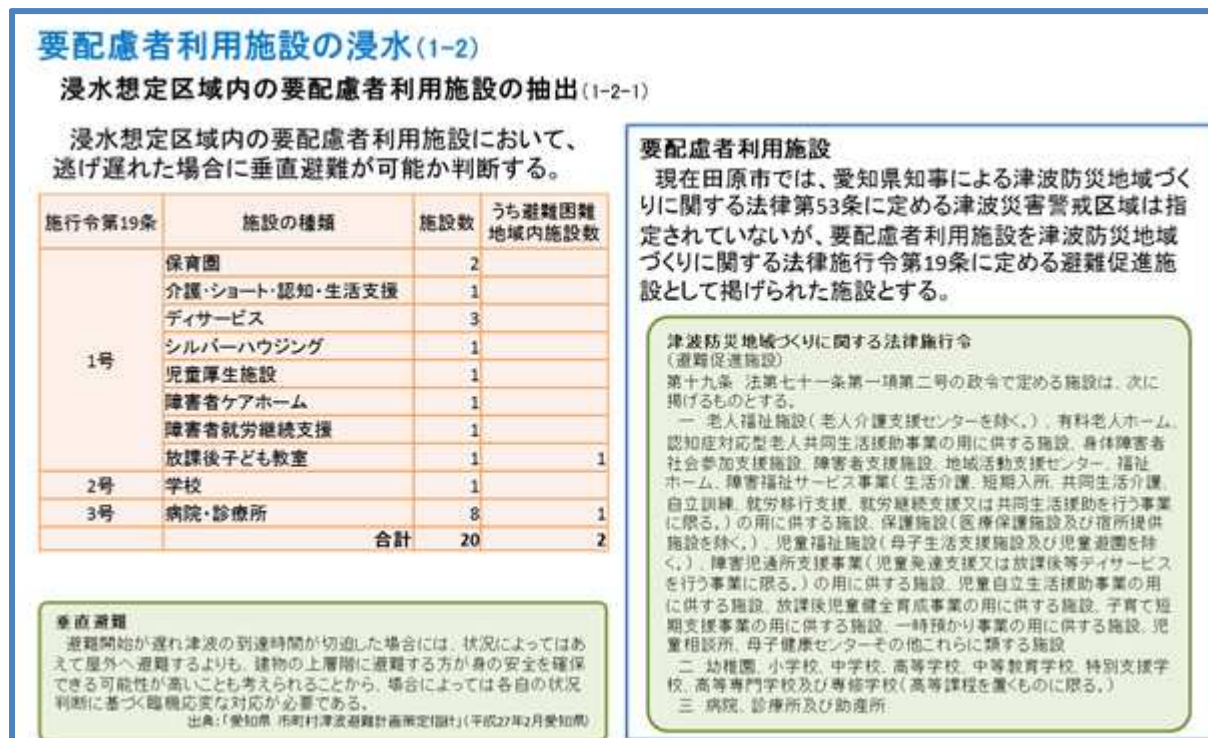 要配慮者利用施設の浸水(1-2)
浸水想定区域内の要配慮者利用施設の抽出(1-2-1)
浸水想定区域内の要配慮者利用施設において、
逃げ遅れた場合に垂直避難が可能か判断する。
施行令第19条 施設の種類 施設数 うち避難困難
地域内施設数
1号
保育園 2
介護・ショート・認知・生活支援 1
デイサービス 3
シルバーハウジング 1
児童厚生施設 1
障害者ケアホーム 1
障害者就労継続支援 1
放課後子ども教室 1 1
2号 学校 1
3号 病院・診療所 8 1
合計 20 2
垂直避難
避難開始が遅れ津波の到達時間が切迫した場合には、状況によってはあ
えて屋外へ避難するよりも、建物の上層階に避難する方が身の安全を確保
できる可能性が高いことも考えられることから、場合によっては各自の状況
判断に基づく臨機応変な対応が必要である。
出典:「愛知県 市町村津波避難計画策定指針」(平成27年2月愛知県)
要配慮者利用施設
現在田原市では、愛知県知事による津波防災地域づく
りに関する法律第53条に定める津波災害警戒区域は指
定されていないが、要配慮者利用施設を津波防災地域
づくりに関する法律施行令第19条に定める避難促進施
設として掲げられた施設とする。
津波防災地域づくりに関する法律施行令
(避難促進施設)
第十九条 法第七十一条第一項第二号の政令で定める施設は、次に
掲げるものとする。
一 老人福祉施設(老人介護支援センターを除く。)、有料老人ホーム、
認知症対応型老人共同生活援助事業の用に供する施設、身体障害者
社会参加支援施設、障害者支援施設、地域活動支援センター、福祉
ホーム、障害福祉サービス事業(生活介護、短期入所、共同生活介護、
自立訓練、就労移行支援、就労継続支援又は共同生活援助を行う事業
に限る。)の用に供する施設、保護施設(医療保護施設及び宿所提供
施設を除く。)、児童福祉施設(母子生活支援施設及び児童遊園を除
く。)、障害児通所支援事業(児童発達支援又は放課後等デイサービス
を行う事業に限る。)の用に供する施設、児童自立生活援助事業の用
に供する施設、放課後児童健全育成事業の用に供する施設、子育て短
期支援事業の用に供する施設、一時預かり事業の用に供する施設、児
童相談所、母子健康センターその他これらに類する施設
二 幼稚園、小学校、中学校、高等学校、中等教育学校、特別支援学
校、高等専門学校及び専修学校(高等課程を置くものに限る。)
三 病院、診療所及び助産所